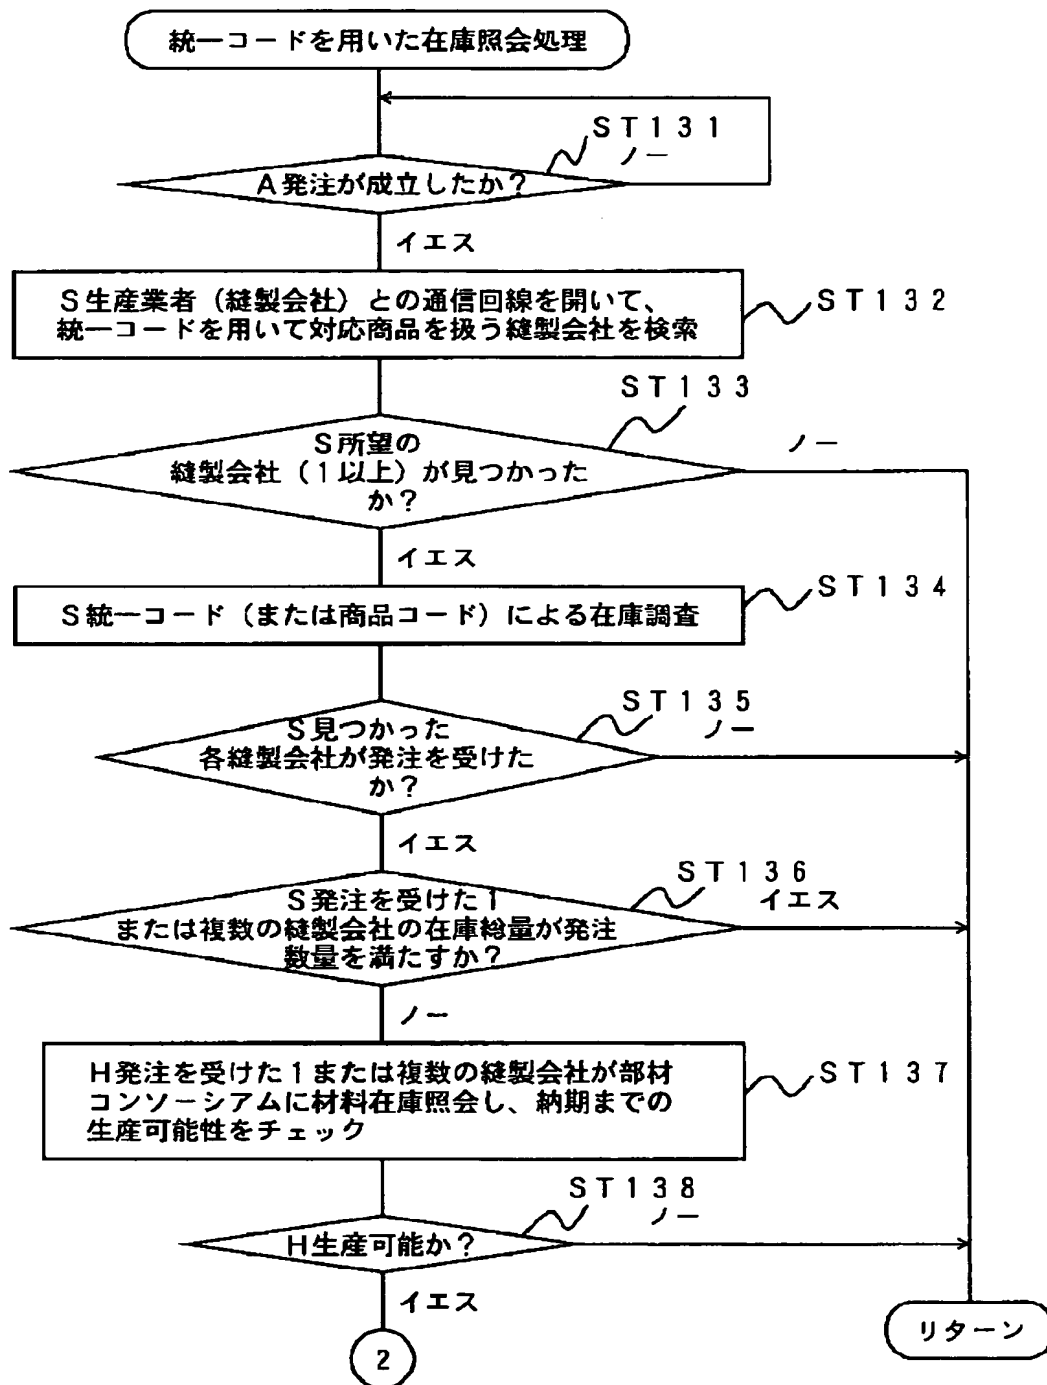 統一コードを用いた在庫照会処理
ST131
ノー
A発注が成立したか？
イエス
S生産業者（縫製会社）との通信回線を開いて、
統一コードを用いて対応商品を扱う縫製会社を検索
ST132
ST133
S所望の
ノー
縫製会社（1以上）が見つかった
か？
イエス
S統一コード（または商品コード）による在庫調査
ST134
ST135
S見つかった
ノー
各縫製会社が発注を受けた
か？
イエス
ST136
S発注を受けた1
イエス
または複数の縫製会社の在庫総量が発注
数量を満たすか？
ノー
H発注を受けた1または複数の縫製会社が部材
コンソーシアムに材料在庫照会し、納期までの
生産可能性をチェック
ST137
ST138
ノー
H生産可能か？
イエス
リターン
2